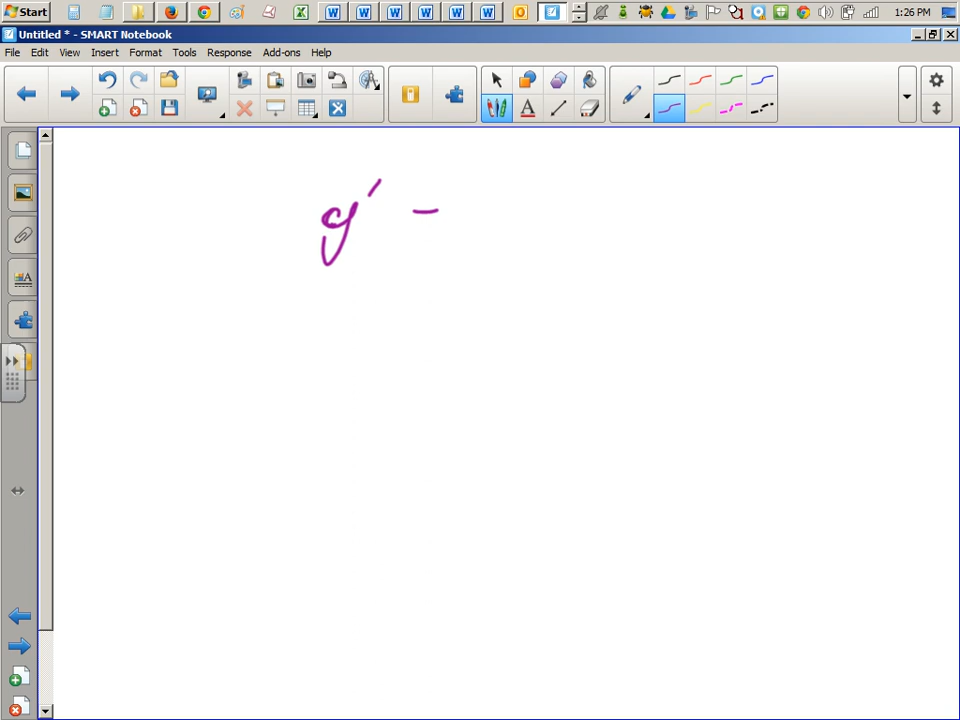 Start
1:26 PM
Untitled * - SMART Notebook
File Edit View Insert Format Tools Response Add-ons Help
g′ –